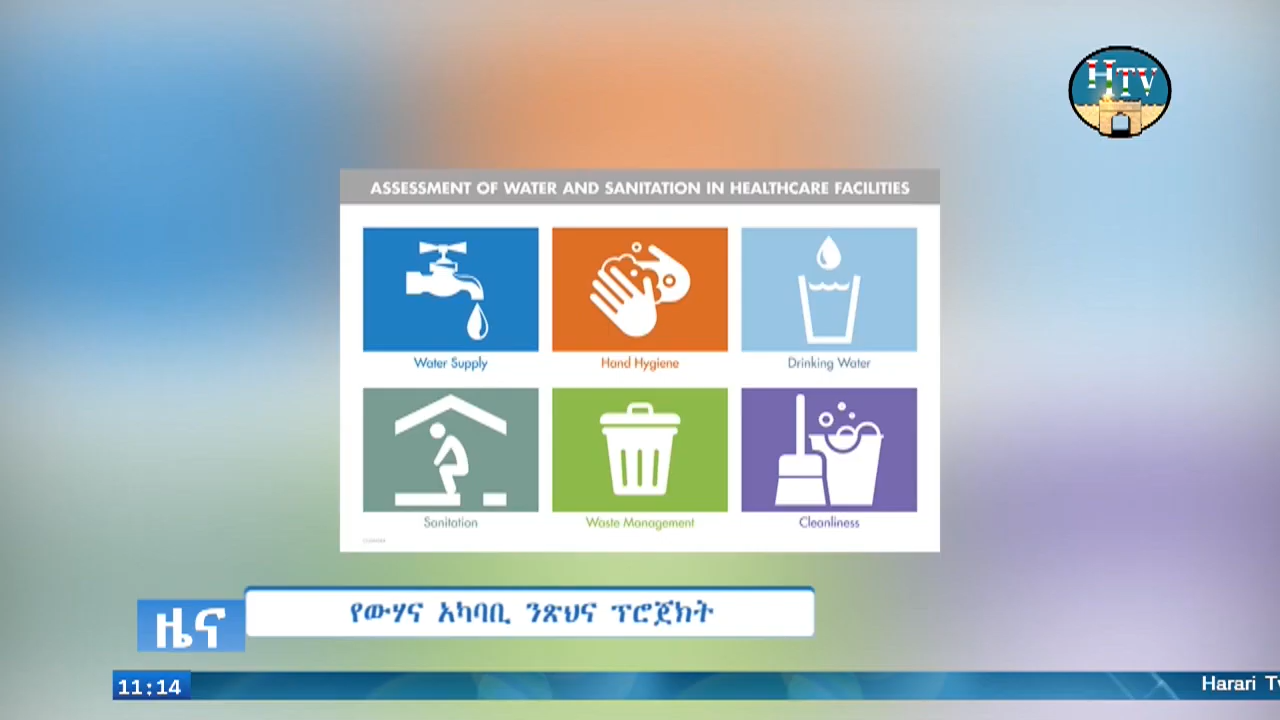 HTV
ASSESSMENT OF WATER AND SANITATION IN HEALTHCARE FACILITIES
Water Supply
Hand Hygiene
Drinking Water
Sanitation
Waste Management
Cleanliness
ዜና
የውሃና አካባቢ ንጽህና ፕሮጀክት
11:14
Harari